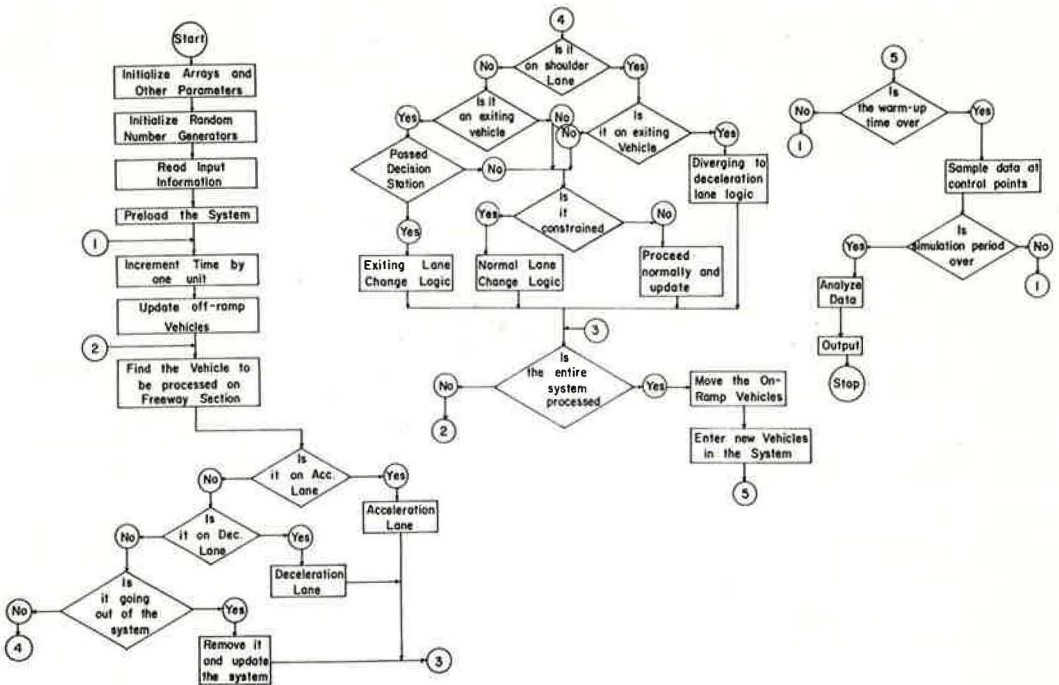 Start
Initialize Arrays and
Other Parameters
Initialize Random
Number Generators
Read Input
Information
Preload the System
1
Increment Time by
one unit
Update off-ramp
Vehicles
2
Find the Vehicle to
be processed on
Freeway Section
Is
it on Acc.
Lane
No
Yes
Acceleration
Lane
Is
it on Dec.
Lane
No
Yes
Deceleration
Lane
Is
it going
out of the
system
No
4
Yes
Remove it
and update
the system
3
4
Is it
on shoulder
Lane
No
Yes
Is it
an exiting
vehicle
Yes
No
Passed
Decision
Station
No
Yes
Exiting Lane
Change Logic
Is
it on exiting
Vehicle
No
Yes
Diverging to
deceleration
lane logic
Is
it
constrained
Yes
No
Normal Lane
Change Logic
Proceed
normally and
update
3
Is
the entire
system
processed
No
2
Yes
Move the On-
Ramp Vehicles
Enter new Vehicles
in the System
5
5
Is
the warm-up
time over
No
1
Yes
Sample data at
control points
Is
simulation period
over
Yes
No
1
Analyze
Data
Output
Stop